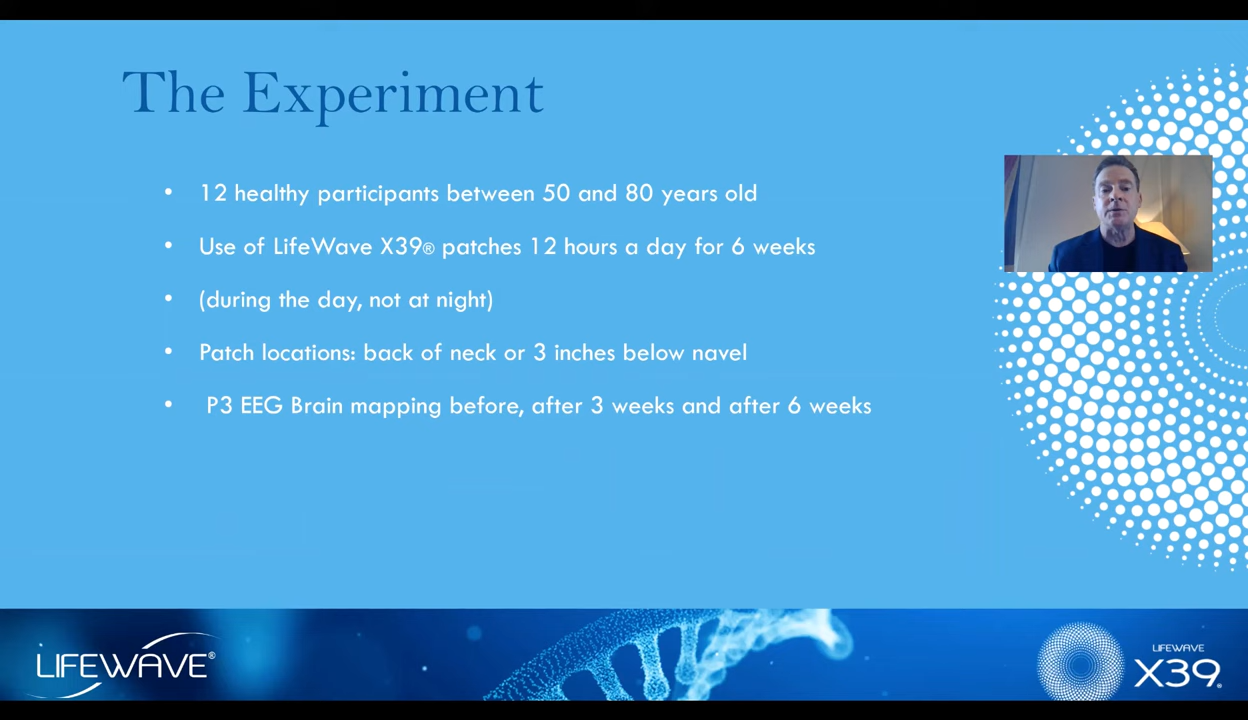 The Experiment
• 12 healthy participants between 50 and 80 years old
• Use of LifeWave X39® patches 12 hours a day for 6 weeks
• (during the day, not at night)
• Patch locations: back of neck or 3 inches below navel
• P3 EEG Brain mapping before, after 3 weeks and after 6 weeks
LIFEWAVE®
LIFEWAVE
X39®